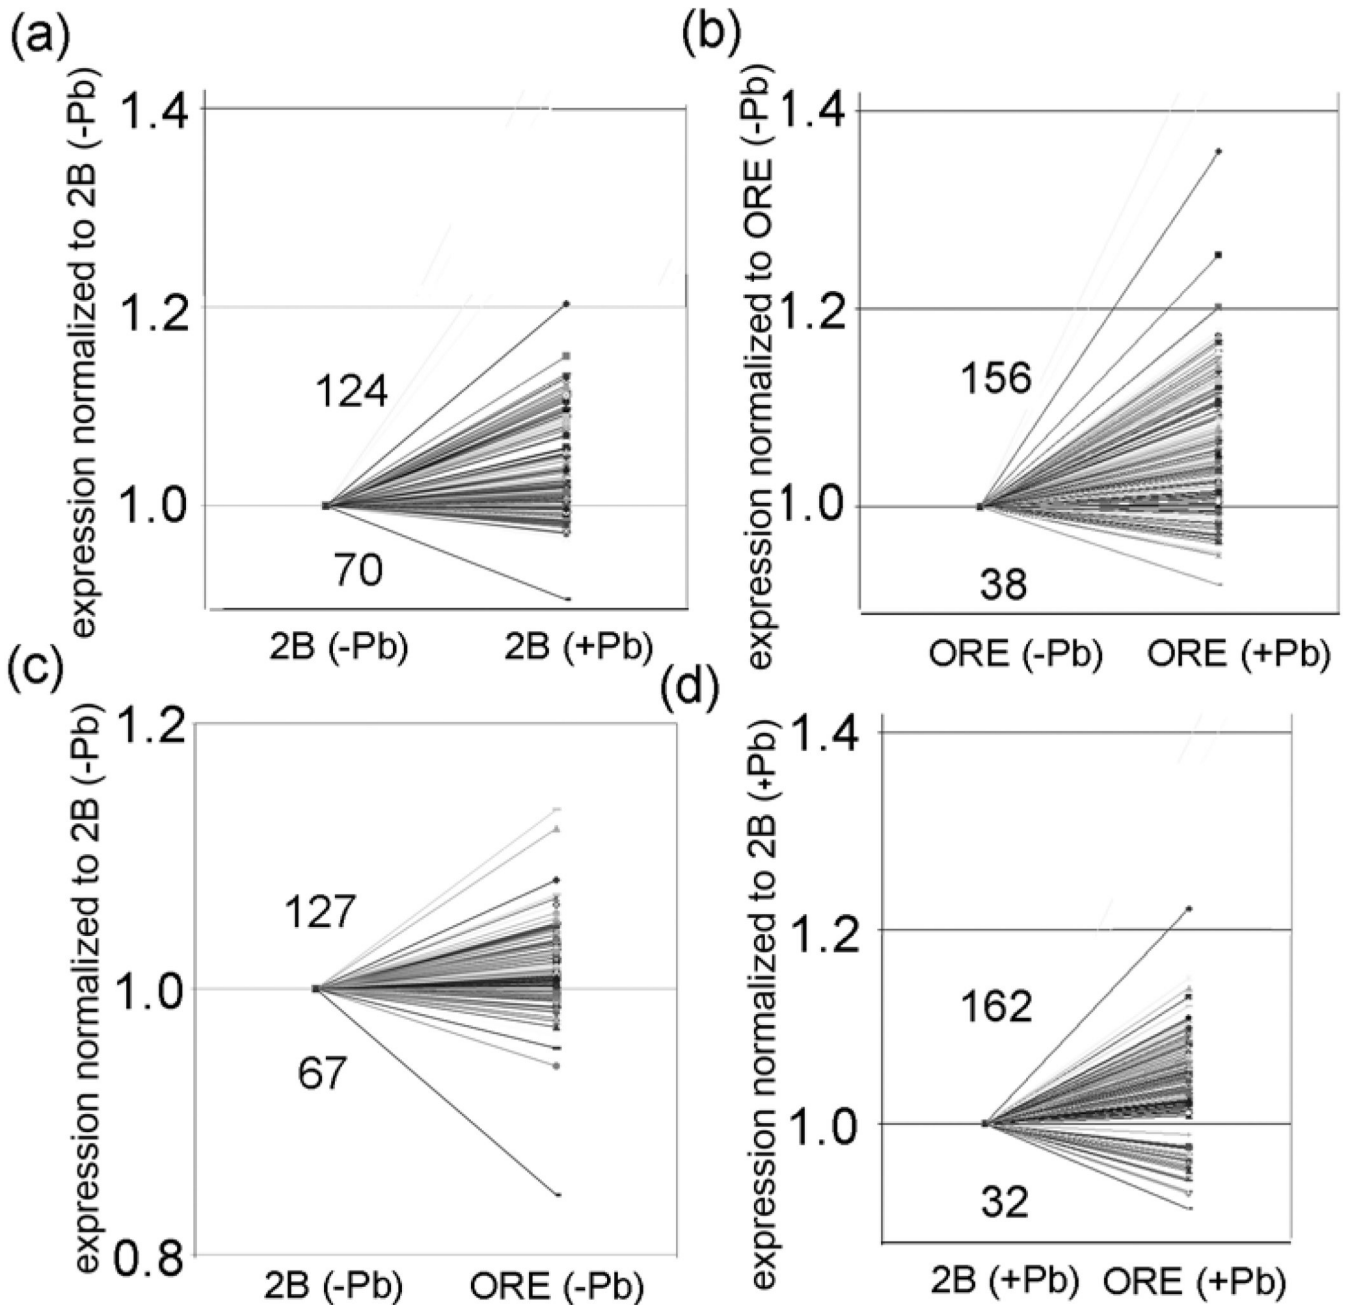 (a)
expression normalized to 2B (-Pb)
1.4
1.2
1.0
124
70
2B (-Pb)
2B (+Pb)
(b)
expression normalized to ORE (-Pb)
1.4
1.2
1.0
156
38
ORE (-Pb)
ORE (+Pb)
(c)
expression normalized to 2B (-Pb)
1.2
1.0
0.8
127
67
2B (-Pb)
ORE (-Pb)
(d)
expression normalized to 2B (+Pb)
1.4
1.2
1.0
162
32
2B (+Pb)
ORE (+Pb)